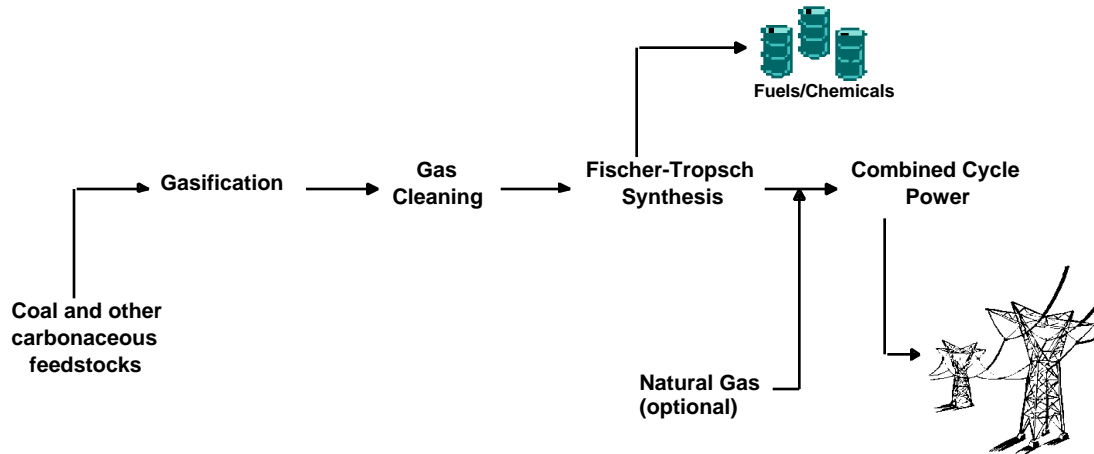 Fuels/Chemicals
Gasification
Gas
Cleaning
Fischer-Tropsch
Synthesis
Combined Cycle
Power
Coal and other
carbonaceous
feedstocks
Natural Gas
(optional)